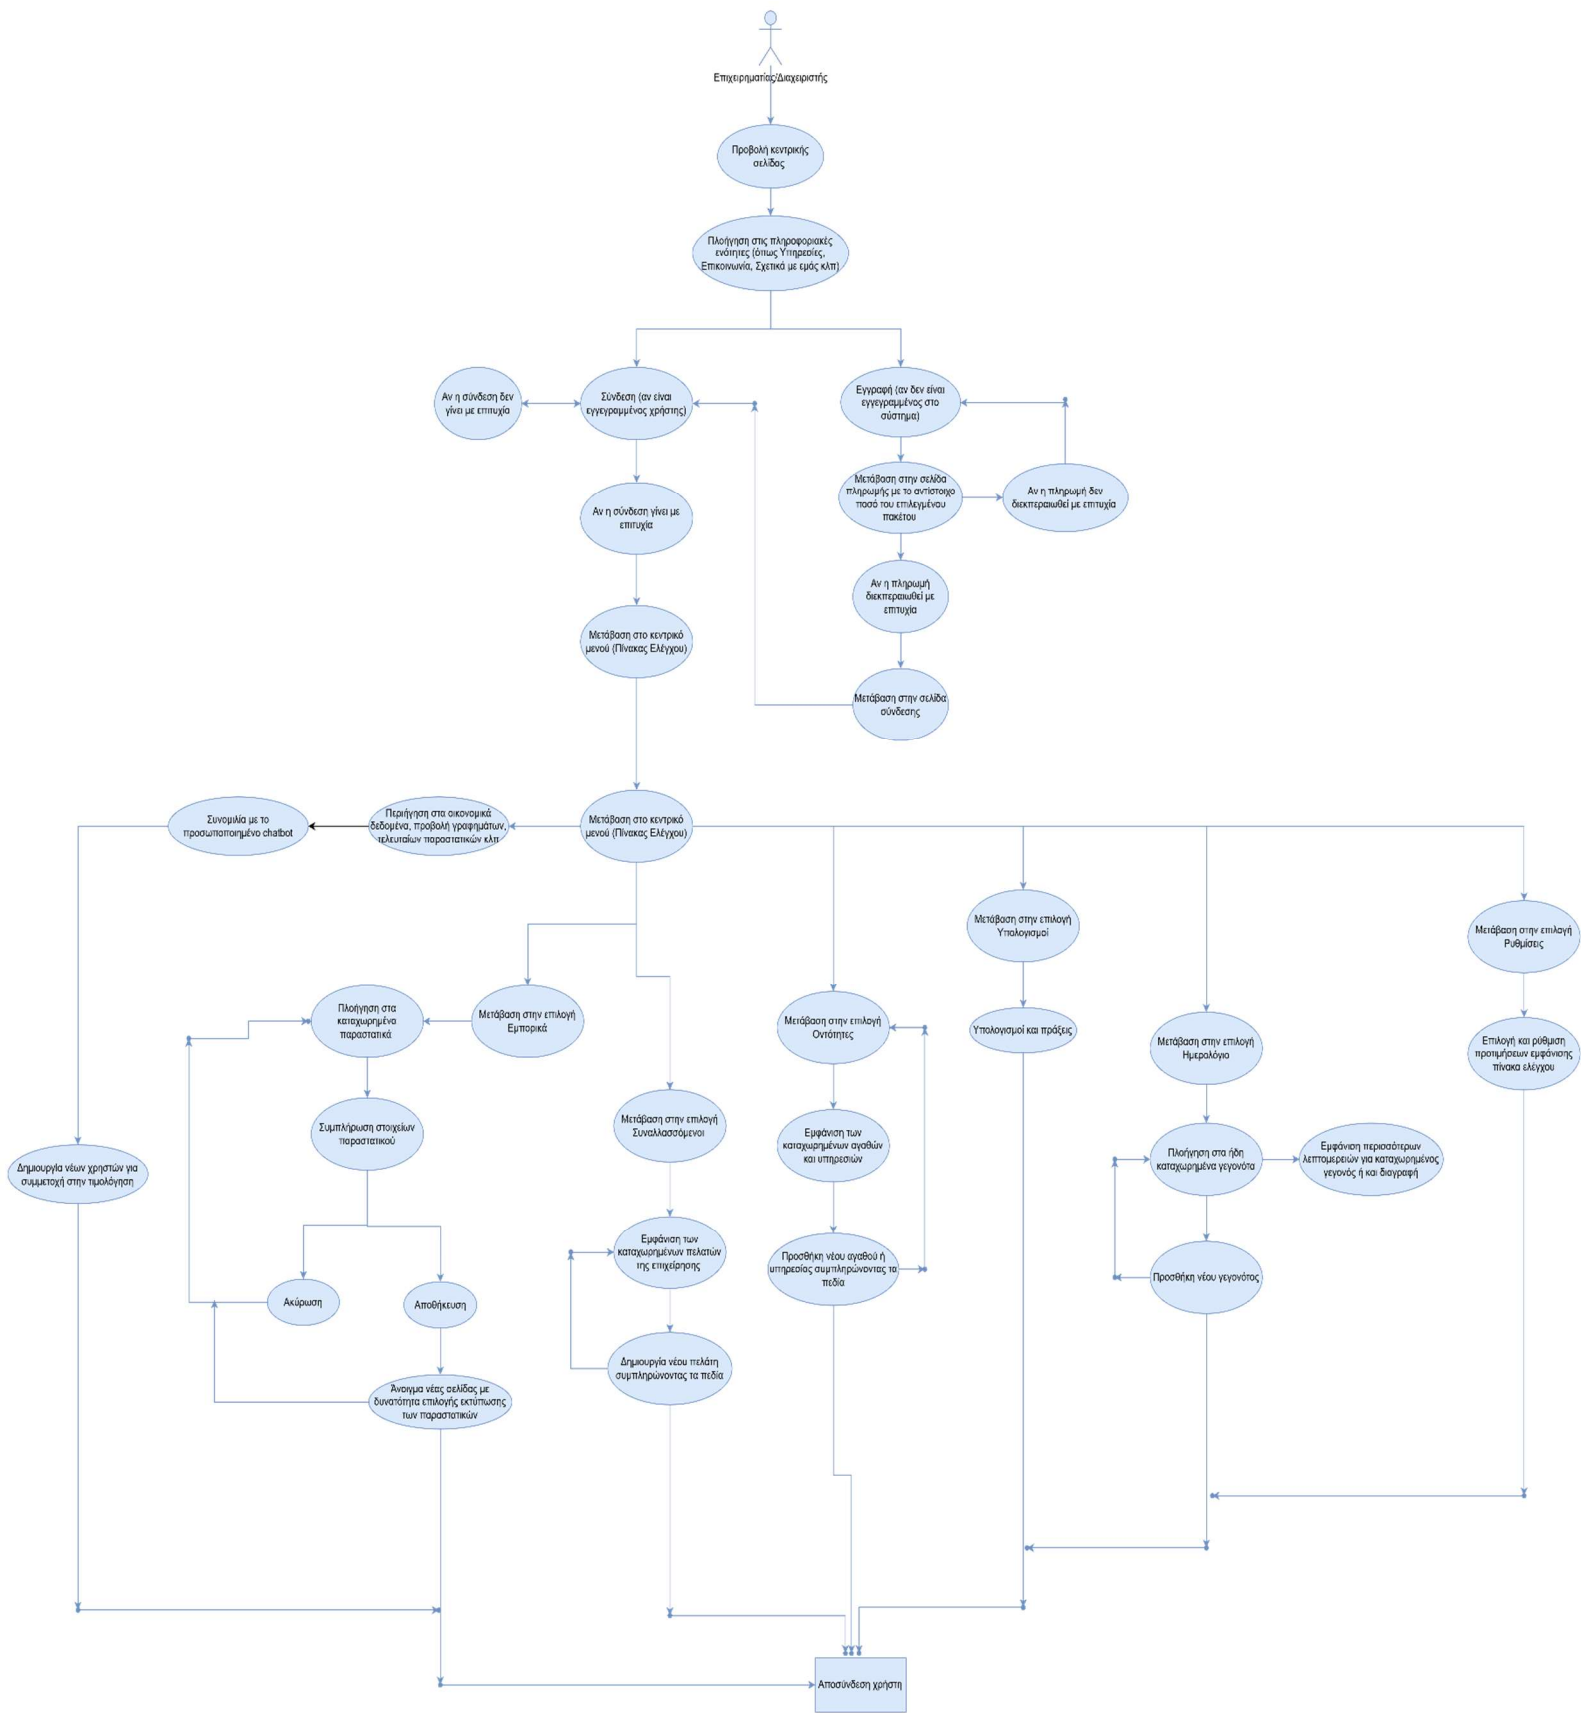 Επιχειρηματίας/Διαχειριστής
Προβολή κεντρικής
σελίδας
Πλοήγηση στις πληροφοριακές
ενότητες (όπως Υπηρεσίες,
Επικοινωνία, Σχετικά με εμάς κλπ)
Αν η σύνδεση δεν
γίνει με επιτυχία
Σύνδεση (αν είναι
εγγεγραμμένος χρήστης)
Εγγραφή (αν δεν είναι
εγγεγραμμένος στο
σύστημα)
Μετάβαση στην σελίδα
πληρωμής με το αντίστοιχο
ποσό του επιλεγμένου
πακέτου
Αν η πληρωμή δεν
διεκπεραιωθεί με επιτυχία
Αν η σύνδεση γίνει με
επιτυχία
Αν η πληρωμή
διεκπεραιωθεί με
επιτυχία
Μετάβαση στο κεντρικό
μενού (Πίνακας Ελέγχου)
Μετάβαση στην σελίδα
σύνδεσης
Συνομιλία με το
προσωποποιημένο chatbot
Περιήγηση στα οικονομικά
δεδομένα, προβολή γραφημάτων,
τελευταίων παραστατικών κλπ
Μετάβαση στο κεντρικό
μενού (Πίνακας Ελέγχου)
Μετάβαση στην επιλογή
Υπολογισμοί
Μετάβαση στην επιλογή
Ρυθμίσεις
Πλοήγηση στα
καταχωρημένα
παραστατικά
Μετάβαση στην επιλογή
Εμπορικά
Μετάβαση στην επιλογή
Οντότητες
Υπολογισμοί και πράξεις
Μετάβαση στην επιλογή
Ημερολόγιο
Επιλογή και ρύθμιση
προτιμήσεων εμφάνισης
πίνακα ελέγχου
Συμπλήρωση στοιχείων
παραστατικού
Μετάβαση στην επιλογή
Συναλλασσόμενοι
Εμφάνιση των
καταχωρημένων αγαθών
και υπηρεσιών
Πλοήγηση στα ήδη
καταχωρημένα γεγονότα
Εμφάνιση περισσότερων
λεπτομερειών για καταχωρημένος
γεγονός ή και διαγραφή
Δημιουργία νέων χρηστών για
συμμετοχή στην τιμολόγηση
Εμφάνιση των
καταχωρημένων πελατών
της επιχείρησης
Προσθήκη νέου αγαθού ή
υπηρεσίας συμπληρώνοντας τα
πεδία
Προσθήκη νέου γεγονότος
Ακύρωση
Αποθήκευση
Δημιουργία νέου πελάτη
συμπληρώνοντας τα πεδία
Άνοιγμα νέας σελίδας με
δυνατότητα επιλογής εκτύπωσης
των παραστατικών
Αποσύνδεση χρήστη